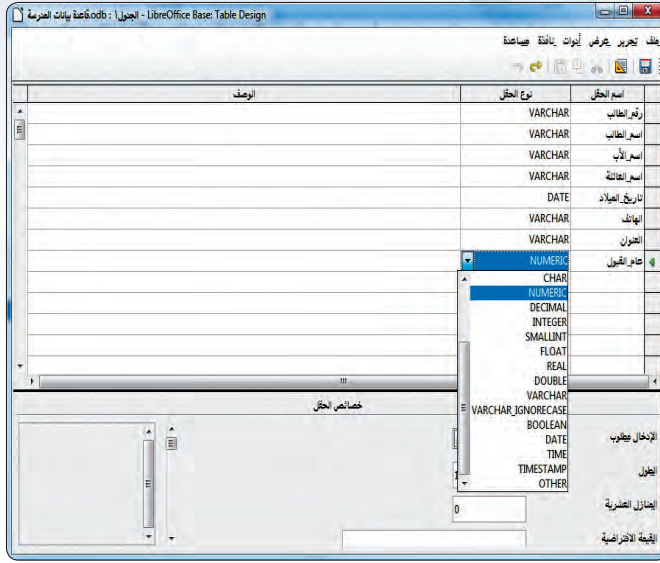 قاعدة بيانات المدرسة.odb : الجدول1 - LibreOffice Base: Table Design
ملف تحرير عرض أدوات نافذة مساعدة
اسم الحقل نوع الحقل الوصف
رقم_الطالب VARCHAR
اسم_الطالب VARCHAR
اسم_الأب VARCHAR
اسم_العائلة VARCHAR
تاريخ_الميلاد DATE
الهاتف VARCHAR
العنوان VARCHAR
عام_القبول NUMERIC
CHAR
NUMERIC
DECIMAL
INTEGER
SMALLINT
FLOAT
REAL
DOUBLE
VARCHAR
VARCHAR_IGNORECASE
BOOLEAN
DATE
TIME
TIMESTAMP
OTHER
خصائص الحقل
الإدخال مطلوب
الطول 1
المنازل العشرية 0
القيمة الافتراضية